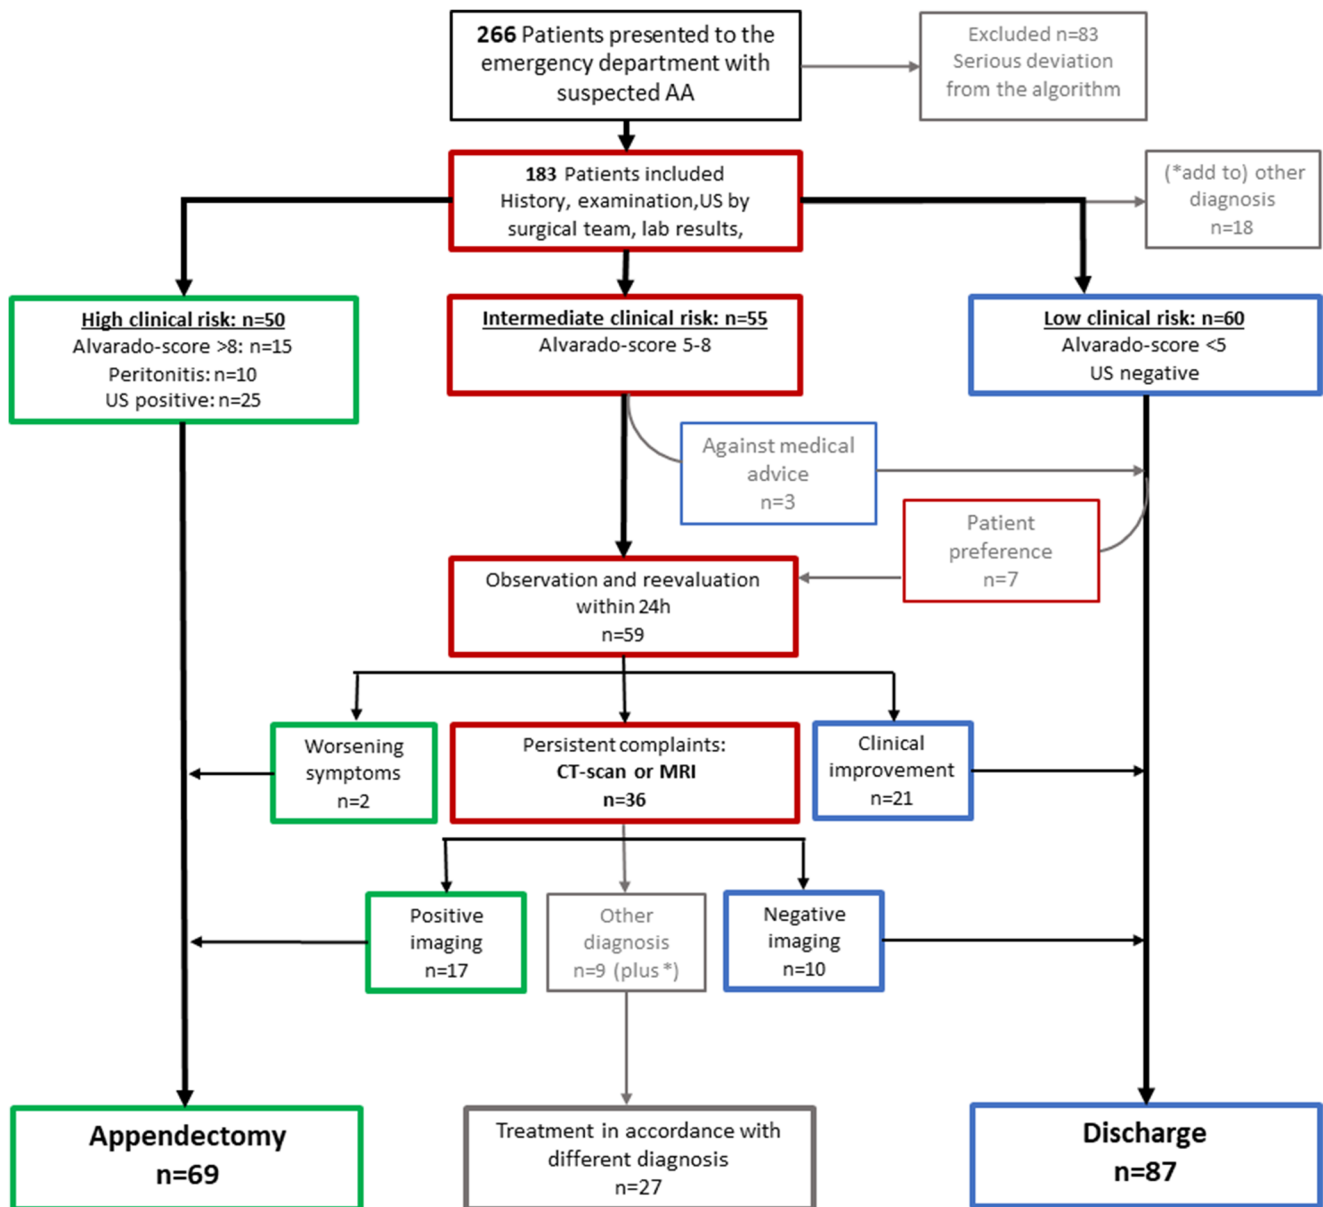 266 Patients presented to the
emergency department with
suspected AA
Excluded n=83
Serious deviation
from the algorithm
183 Patients included
History, examination,US by
surgical team, lab results,
(*add to) other
diagnosis
n=18
High clinical risk: n=50
Alvarado-score >8: n=15
Peritonitis: n=10
US positive: n=25
Intermediate clinical risk: n=55
Alvarado-score 5-8
Low clinical risk: n=60
Alvarado-score <5
US negative
Against medical
advice
n=3
Patient
preference
n=7
Observation and reevaluation
within 24h
n=59
Worsening
symptoms
n=2
Persistent complaints:
CT-scan or MRI
n=36
Clinical
improvement
n=21
Positive
imaging
n=17
Other
diagnosis
n=9 (plus *)
Negative
imaging
n=10
Appendectomy
n=69
Treatment in accordance with
different diagnosis
n=27
Discharge
n=87